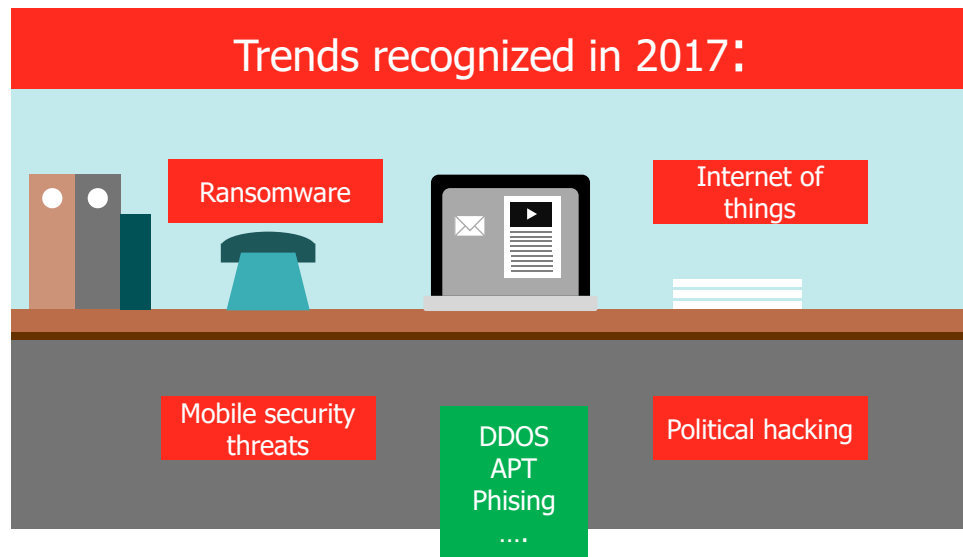 Trends recognized in 2017:
Ransomware
Internet of
things
Mobile security
threats
DDOS
APT
Phising
....
Political hacking